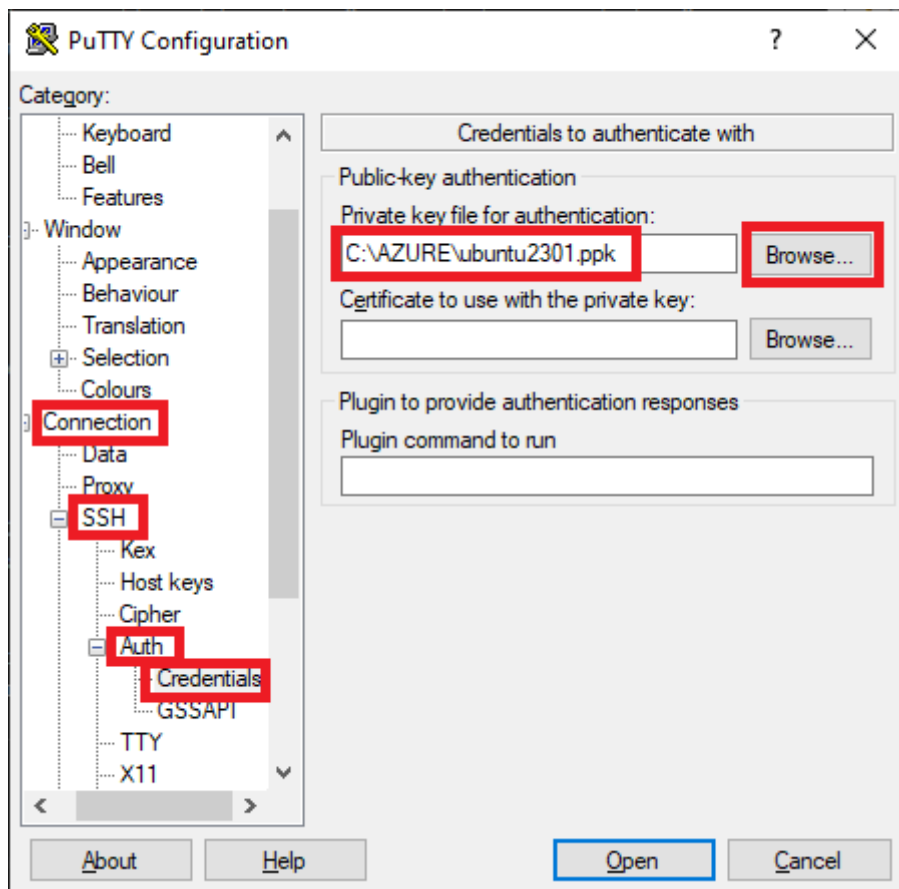 PuTTY Configuration
?
Category:
Keyboard
Bell
Features
Window
Appearance
Behaviour
Translation
Selection
Colours
Connection
Data
Proxy
SSH
Kex
Host keys
Cipher
Auth
Credentials
GSSAPI
TTY
X11
Credentials to authenticate with
Public-key authentication
Private key file for authentication:
C:\AZURE\ubuntu2301.ppk
Browse...
Certificate to use with the private key:
Browse...
Plugin to provide authentication responses
Plugin command to run
About
Help
Open
Cancel